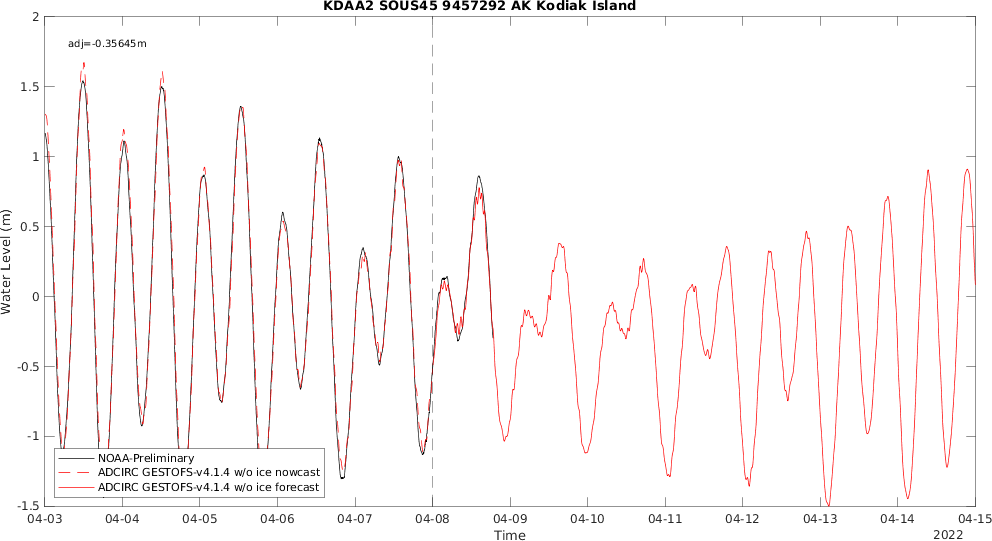 KDAA2 SOUS45 9457292 AK Kodiak Island
adj=-0.35645m
2
1.5
1
0.5
0
-0.5
-1
-1.5
Water Level (m)
NOAA-Preliminary
ADCIRC GESTOFS-v4.1.4 w/o ice nowcast
ADCIRC GESTOFS-v4.1.4 w/o ice forecast
04-03 04-04 04-05 04-06 04-07 04-08 04-09 04-10 04-11 04-12 04-13 04-14 04-15
Time
2022